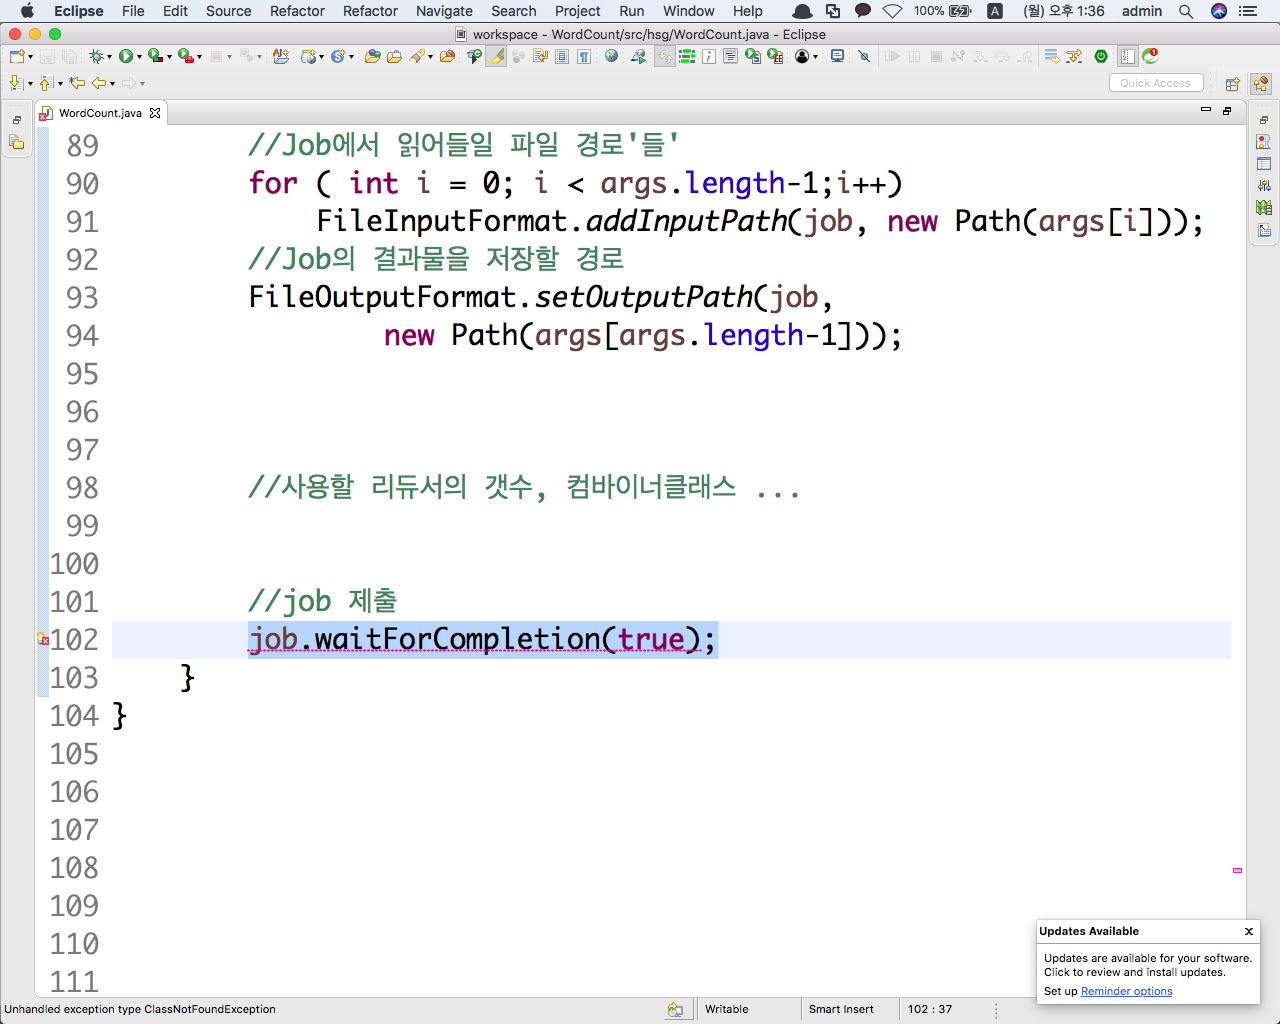 Eclipse File Edit Source Refactor Refactor Navigate Search Project Run Window Help 100% A (월) 오후 1:36 admin
workspace - WordCount/src/hsg/WordCount.java - Eclipse
Quick Access
WordCount.java
89 //Job에서 읽어들일 파일 경로'들'
90 for ( int i = 0; i < args.length-1;i++)
91 FileInputFormat.addInputPath(job, new Path(args[i]));
92 //Job의 결과물을 저장할 경로
93 FileOutputFormat.setOutputPath(job,
94 new Path(args[args.length-1]));
95
96
97
98 //사용할 리듀서의 갯수, 컴바이너클래스 ...
99
100
101 //job 제출
102 job.waitForCompletion(true);
103 }
104 }
105
106
107
108
109
110
111
Updates Available
Updates are available for your software.
Click to review and install updates.
Set up Reminder options
Unhandled exception type ClassNotFoundException Writable Smart Insert 102 : 37